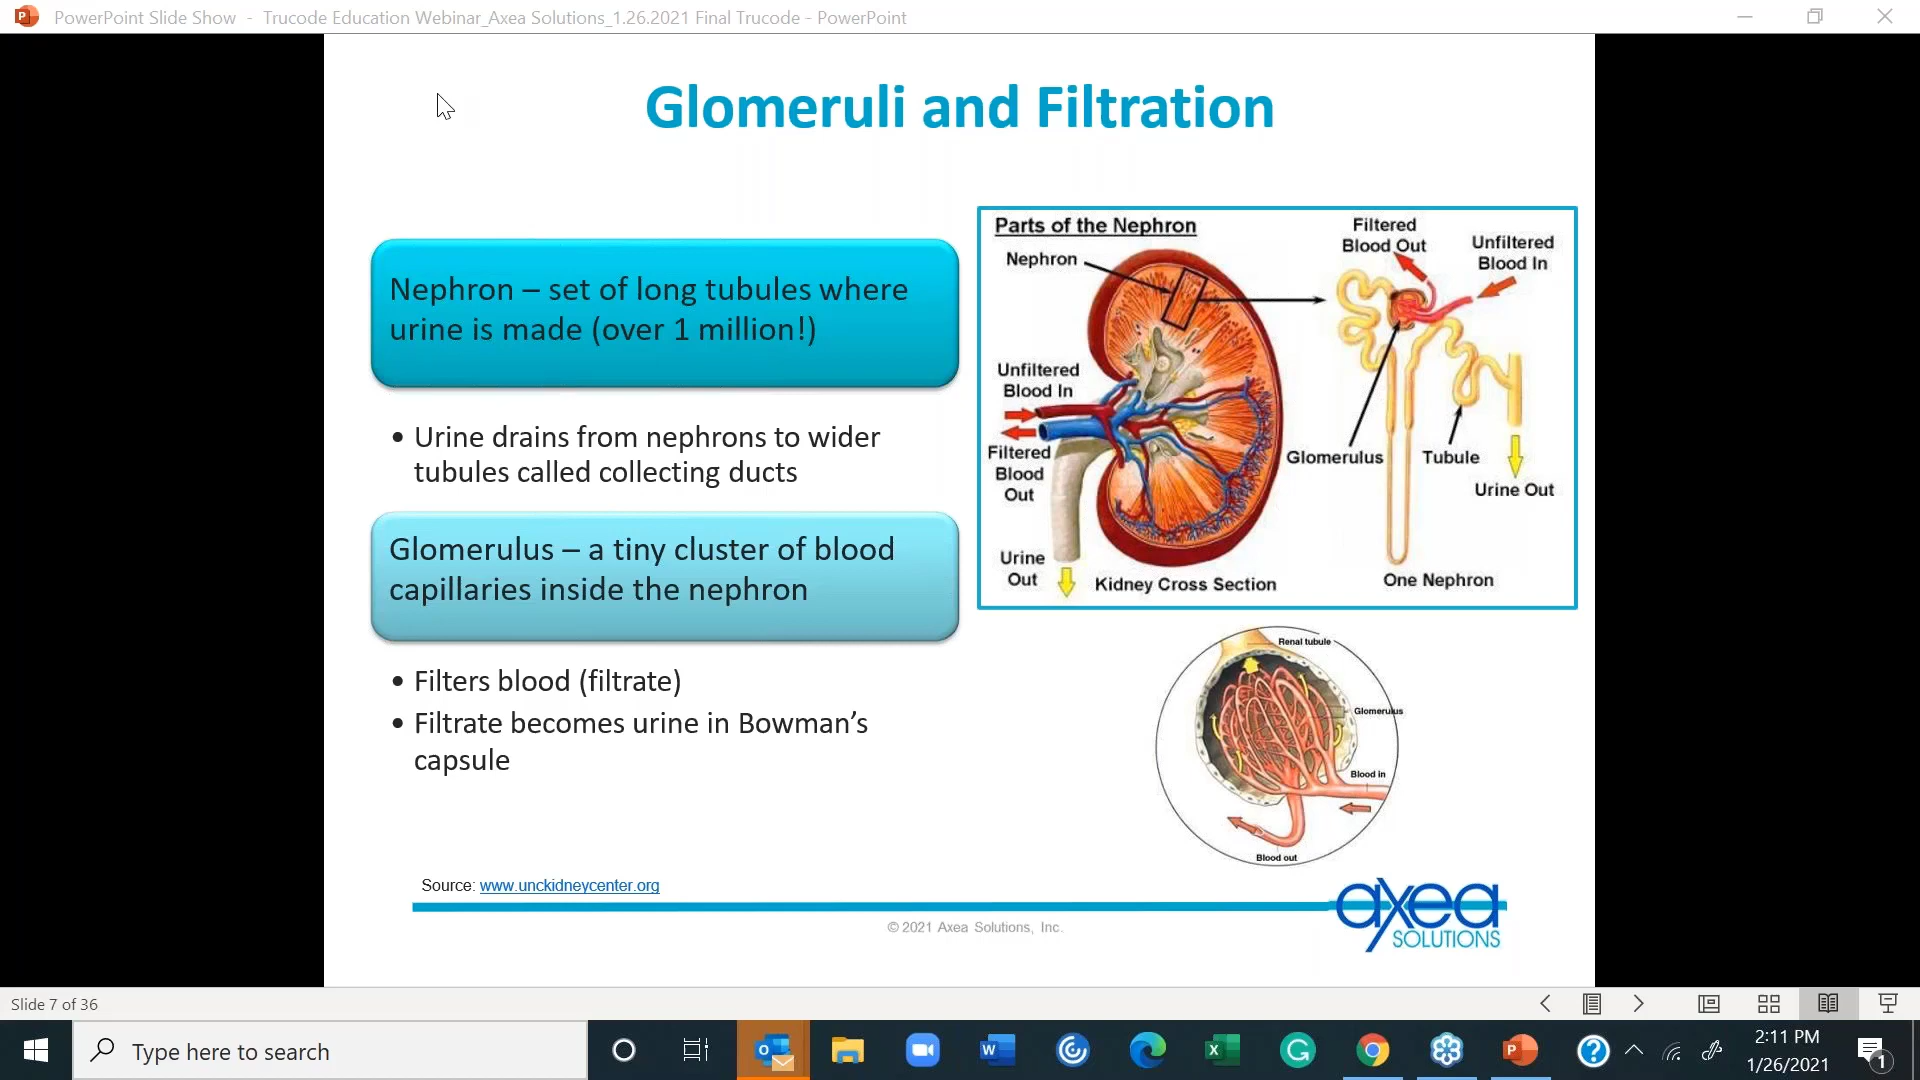 PowerPoint Slide Show - Trucode Education Webinar_Axea Solutions_1.26.2021 Final Trucode - PowerPoint
Glomeruli and Filtration
Nephron – set of long tubules where
urine is made (over 1 million!)
• Urine drains from nephrons to wider
tubules called collecting ducts
Glomerulus – a tiny cluster of blood
capillaries inside the nephron
• Filters blood (filtrate)
• Filtrate becomes urine in Bowman's
capsule
Parts of the Nephron
Nephron
Unfiltered
Blood In
Filtered
Blood
Out
Urine
Out
Kidney Cross Section
Filtered
Blood Out
Unfiltered
Blood In
Glomerulus
Tubule
Urine Out
One Nephron
Renal tubule
Glomerulus
Blood in
Blood out
Source: www.unckidneycenter.org
© 2021 Axea Solutions, Inc.
axea
SOLUTIONS
Slide 7 of 36
Type here to search
2:11 PM
1/26/2021
1